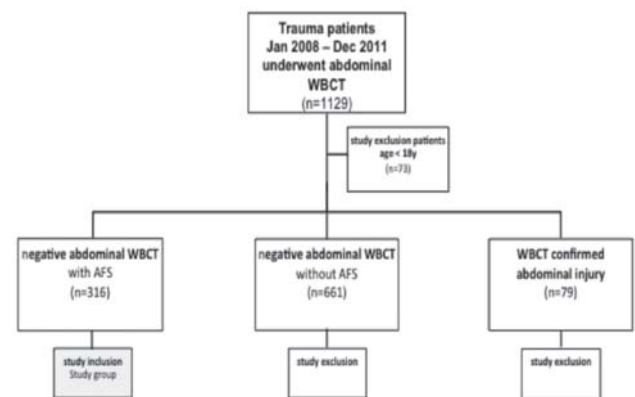 Trauma patients
Jan 2008 – Dec 2011
underwent abdominal
WBCT
(n=1129)
study exclusion patients
age < 18y
(n=73)
negative abdominal WBCT
with AFS
(n=316)
negative abdominal WBCT
without AFS
(n=661)
WBCT confirmed
abdominal injury
(n=79)
study inclusion
Study group
study exclusion
study exclusion